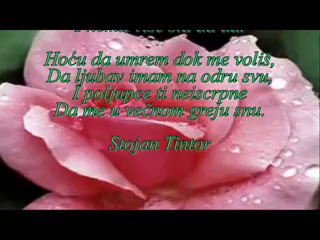 Hoću da umrem dok me voliš,
Da ljubav imam na odru svu,
I poljupce ti neiscrpne
Da me u večnom greju snu.
Stojan Tintor